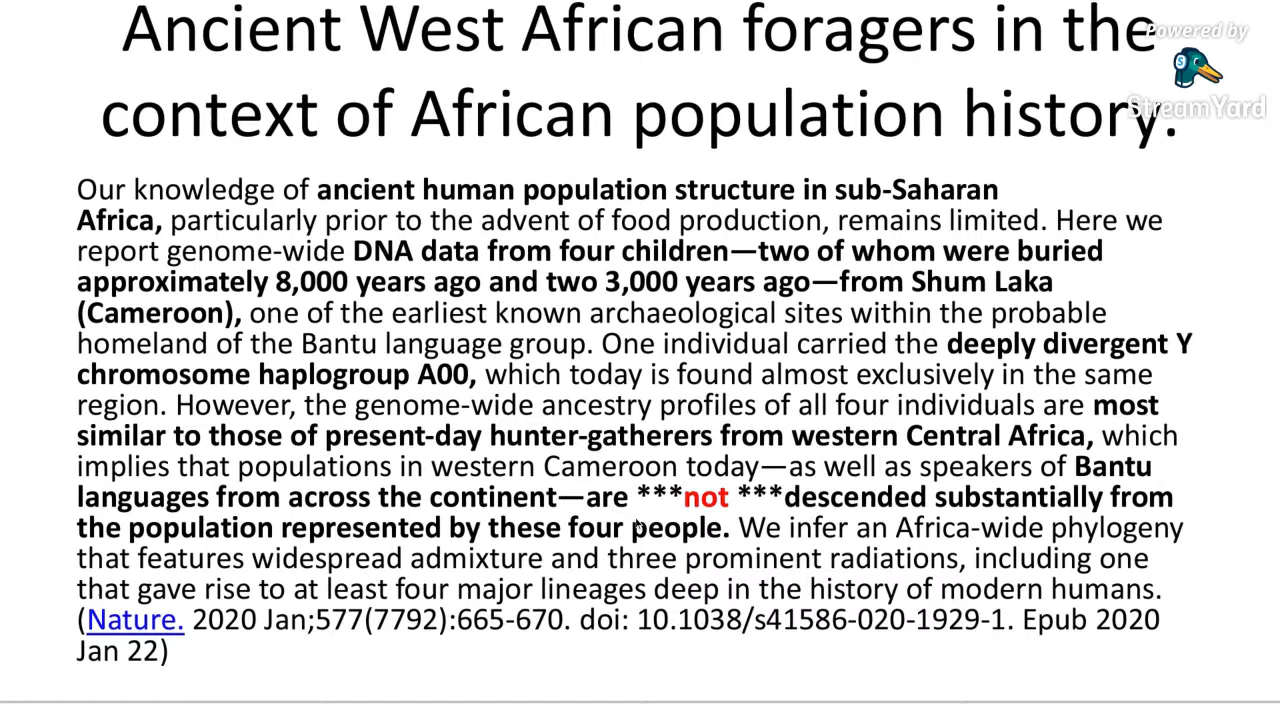 Ancient West African foragers in the
context of African population history.
Powered by
StreamYard
Our knowledge of ancient human population structure in sub-Saharan
Africa, particularly prior to the advent of food production, remains limited. Here we
report genome-wide DNA data from four children—two of whom were buried
approximately 8,000 years ago and two 3,000 years ago—from Shum Laka
(Cameroon), one of the earliest known archaeological sites within the probable
homeland of the Bantu language group. One individual carried the deeply divergent Y
chromosome haplogroup A00, which today is found almost exclusively in the same
region. However, the genome-wide ancestry profiles of all four individuals are most
similar to those of present-day hunter-gatherers from western Central Africa, which
implies that populations in western Cameroon today—as well as speakers of Bantu
languages from across the continent—are ***not ***descended substantially from
the population represented by these four people. We infer an Africa-wide phylogeny
that features widespread admixture and three prominent radiations, including one
that gave rise to at least four major lineages deep in the history of modern humans.
(Nature. 2020 Jan;577(7792):665-670. doi: 10.1038/s41586-020-1929-1. Epub 2020
Jan 22)